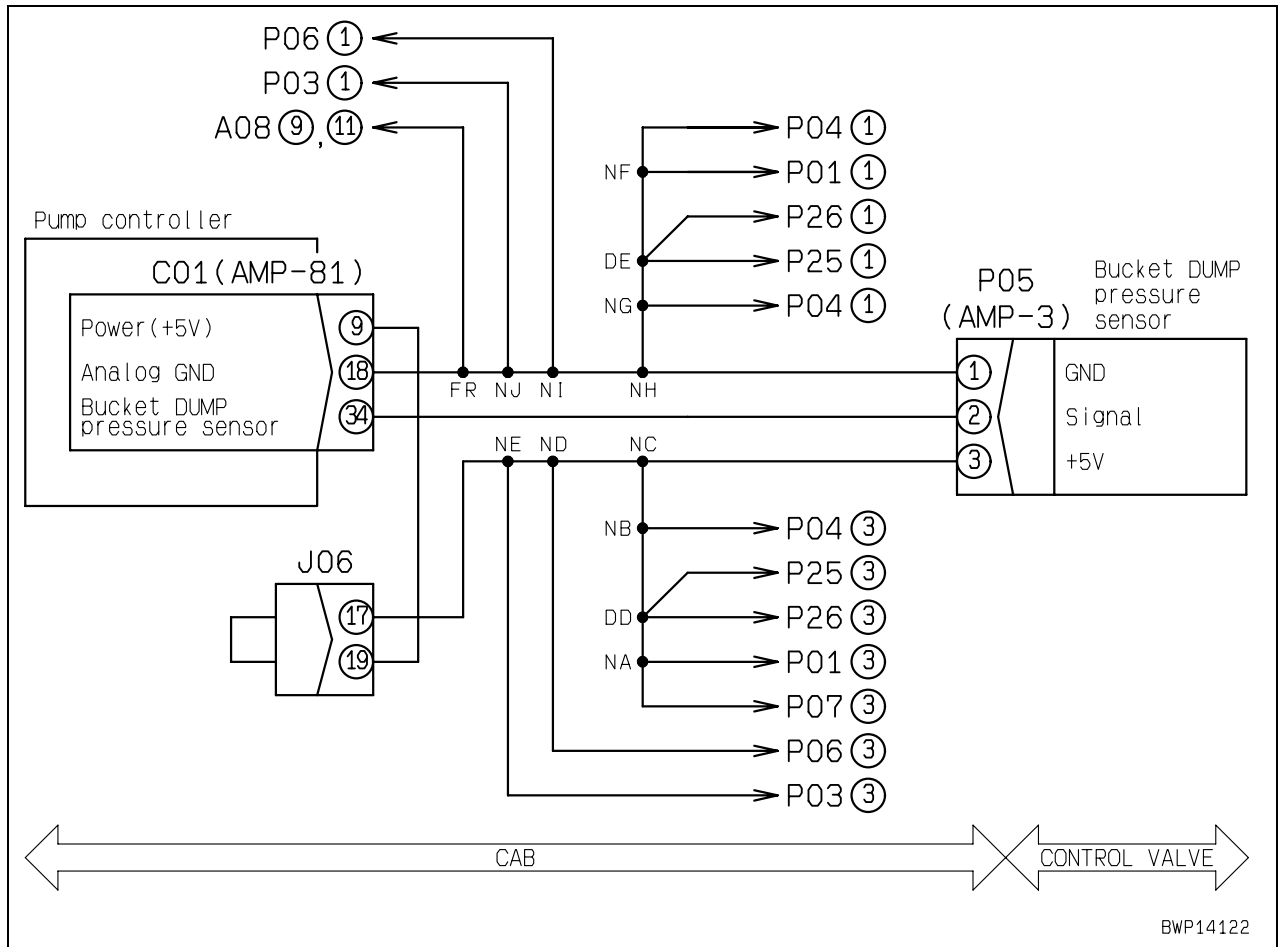 P06 ①
P03 ①
A08 ⑨, ⑪
P04 ①
NF
P01 ①
P26 ①
Pump controller
DE
P25 ①
C01(AMP-81)
P05
(AMP-3)
Bucket DUMP
pressure
sensor
NG
P04 ①
Power(+5V)
⑨
Analog GND
⑱
FR NJ NI NH
①
GND
Bucket DUMP
pressure sensor
㉞
②
Signal
NE ND NC
③
+5V
NB
P04 ③
J06
P25 ③
⑰
DD
P26 ③
⑲
NA
P01 ③
P07 ③
P06 ③
P03 ③
CAB
CONTROL VALVE
BWP14122